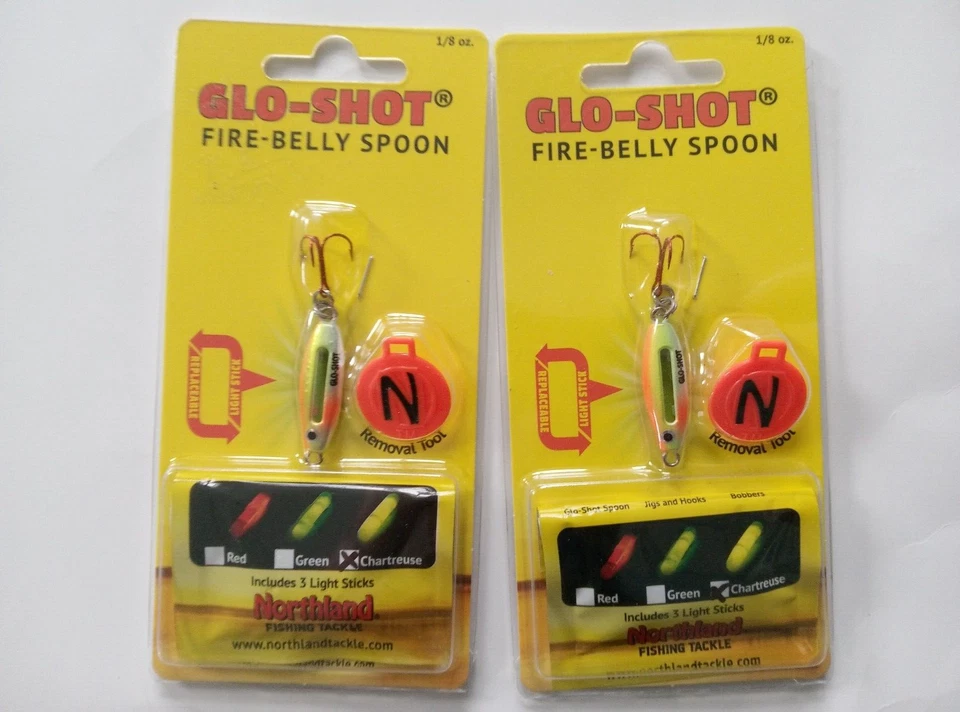 1/8 oz.
GLO-SHOT®
FIRE-BELLY SPOON
GLO-SHOT
REPLACEABLE
LIGHT STICK
N
Removal Tool
Red
Green
Chartreuse
Includes 3 Light Sticks
Northland
FISHING TACKLE
www.northlandtackle.com
1/8 oz.
GLO-SHOT®
FIRE-BELLY SPOON
GLO-SHOT
REPLACEABLE
LIGHT STICK
N
Removal Tool
Glo-Shot Spoon
Jigs and Hooks
Bobbers
Red
Green
Chartreuse
Includes 3 Light Sticks
Northland
FISHING TACKLE
northlandtackle.com